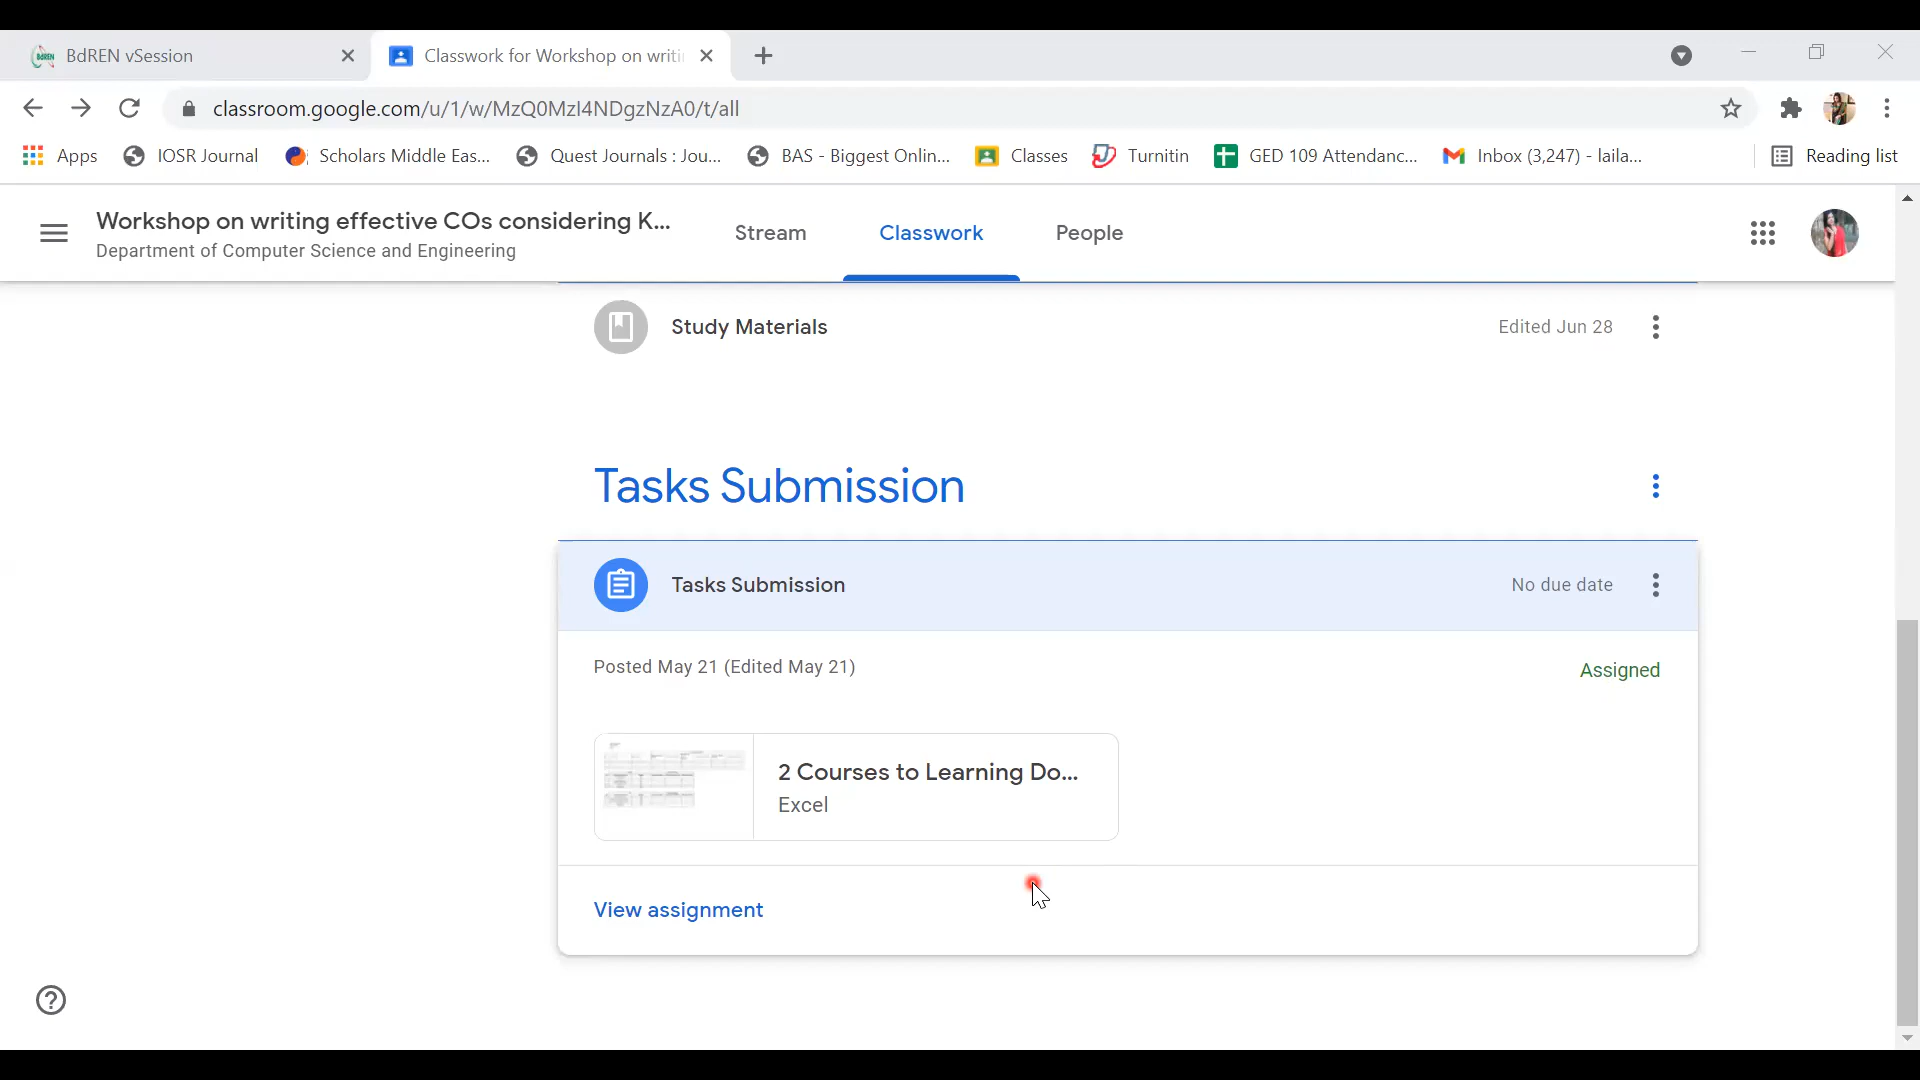 BdREN vSession
Classwork for Workshop on writi
classroom.google.com/u/1/w/MzQ0MzI4NDgzNzA0/t/all
Apps
IOSR Journal
Scholars Middle Eas...
Quest Journals : Jou...
BAS - Biggest Onlin...
Classes
Turnitin
GED 109 Attendanc...
Inbox (3,247) - laila...
Reading list
Workshop on writing effective COs considering K...
Department of Computer Science and Engineering
Stream
Classwork
People
Study Materials
Edited Jun 28
Tasks Submission
Tasks Submission
No due date
Posted May 21 (Edited May 21)
Assigned
2 Courses to Learning Do...
Excel
View assignment